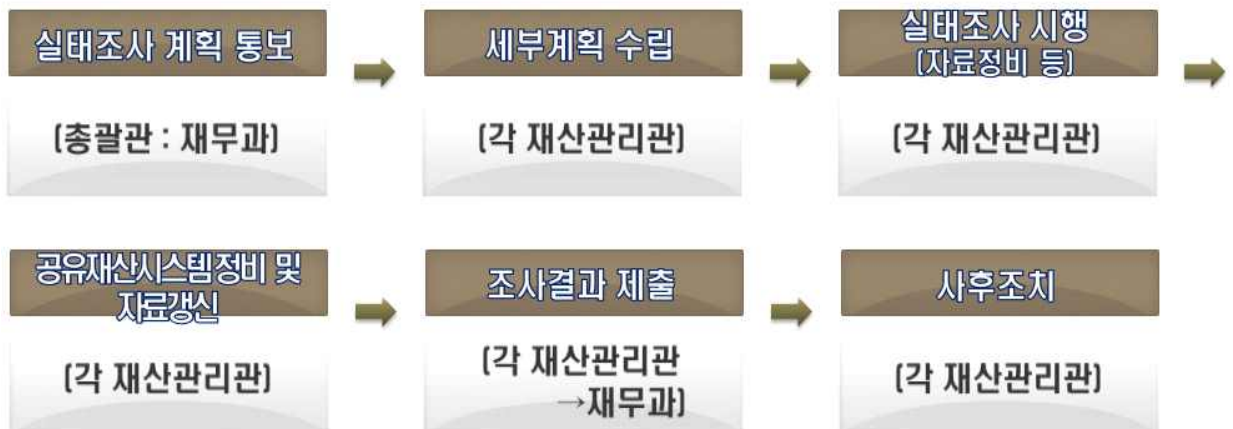 실태조사 계획 통보
(총괄관 : 재무과)
세부계획 수립
(각 재산관리관)
실태조사 시행
(자료정비 등)
(각 재산관리관)
공유재산시스템정비 및
자료갱신
(각 재산관리관)
조사결과 제출
(각 재산관리관
→재무과)
사후조치
(각 재산관리관)